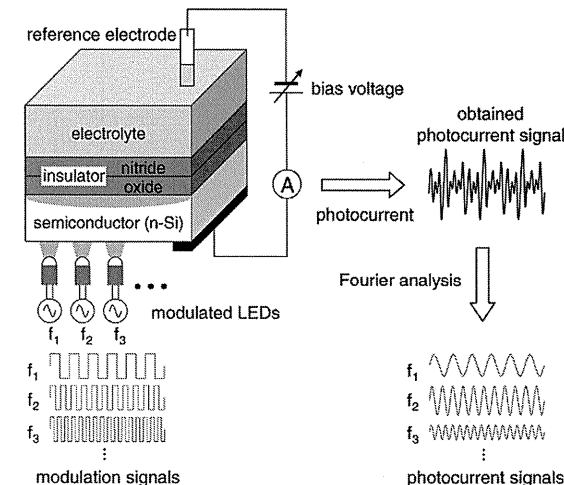 reference electrode
bias voltage
electrolyte
nitride
insulator
oxide
semiconductor (n-Si)
A
photocurrent
obtained
photocurrent signal
Fourier analysis
modulated LEDs
f1 f2 f3
f1
f2
f3
modulation signals
f1
f2
f3
photocurrent signals